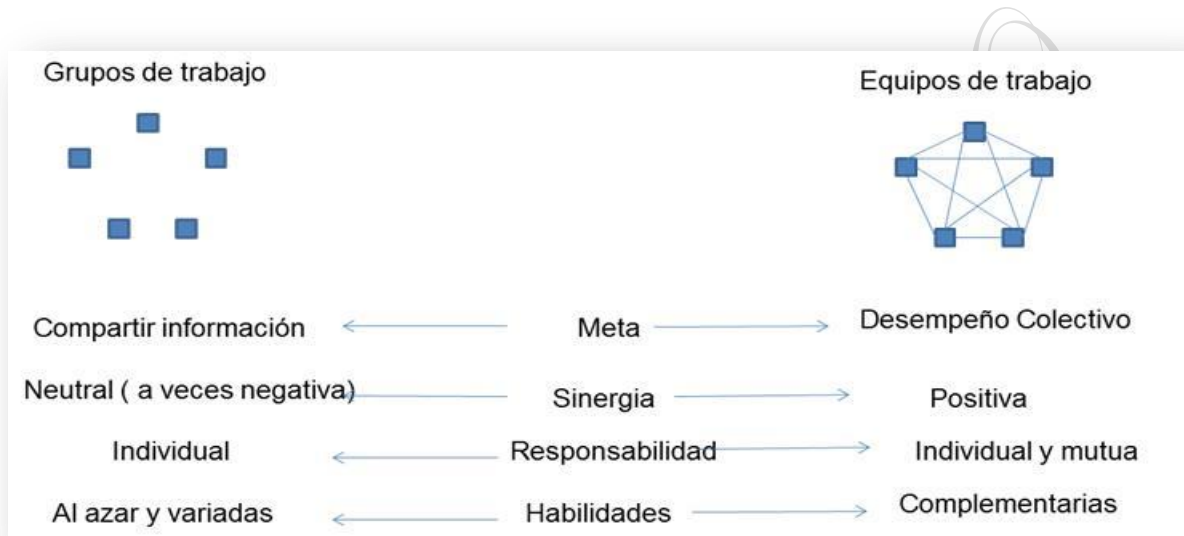 Grupos de trabajo
Equipos de trabajo
Compartir información
Meta
Desempeño Colectivo
Neutral ( a veces negativa)
Sinergia
Positiva
Individual
Responsabilidad
Individual y mutua
Al azar y variadas
Habilidades
Complementarias